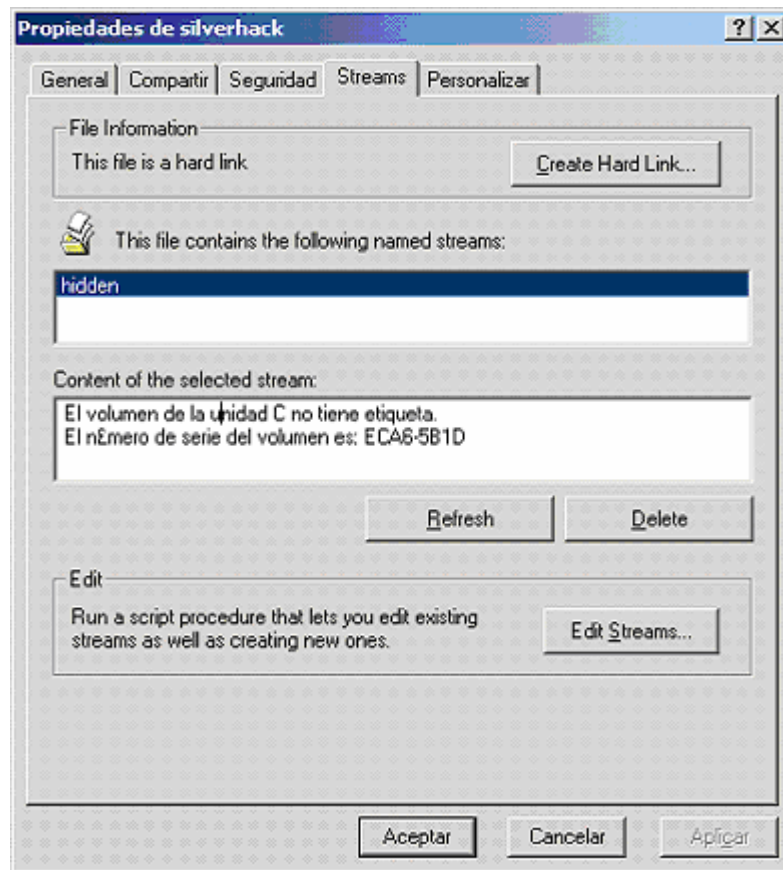 Propiedades de silverhack
General Compartir Seguridad Streams Personalizar
File Information
This file is a hard link
Create Hard Link...
This file contains the following named streams:
hidden
Content of the selected stream:
El volumen de la unidad C no tiene etiqueta.
El n£mero de serie del volumen es: ECA6-5B1D
Refresh Delete
Edit
Run a script procedure that lets you edit existing
streams as well as creating new ones.
Edit Streams...
Aceptar Cancelar Aplicar